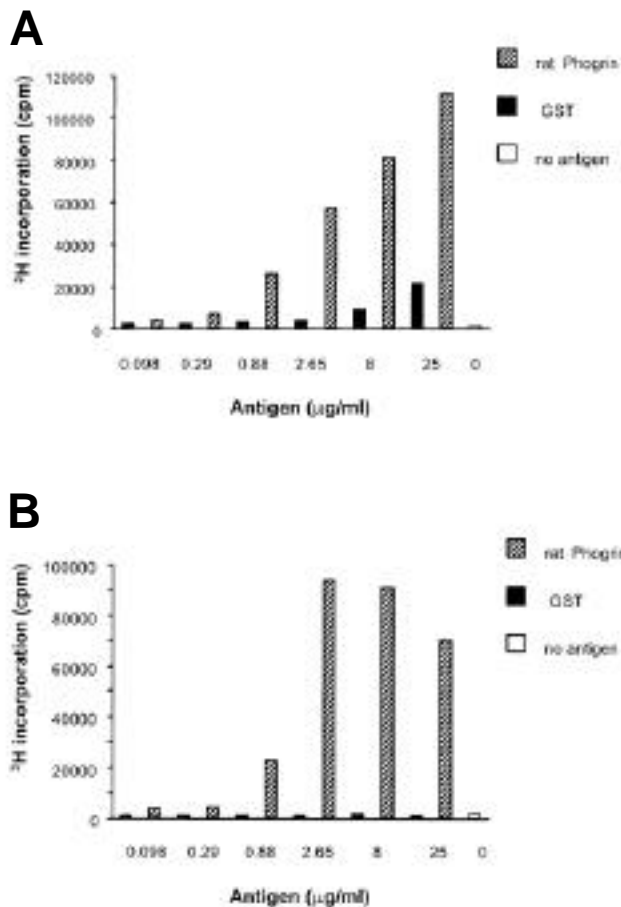 A
rat Phogrin
GST
no antigen
³H incorporation (cpm)
120000
100000
80000
60000
40000
20000
0
0.098 0.29 0.88 2.65 8 25 0
Antigen (µg/ml)
B
rat Phogrin
GST
no antigen
³H incorporation (cpm)
100000
80000
60000
40000
20000
0
0.098 0.29 0.88 2.65 8 25 0
Antigen (µg/ml)